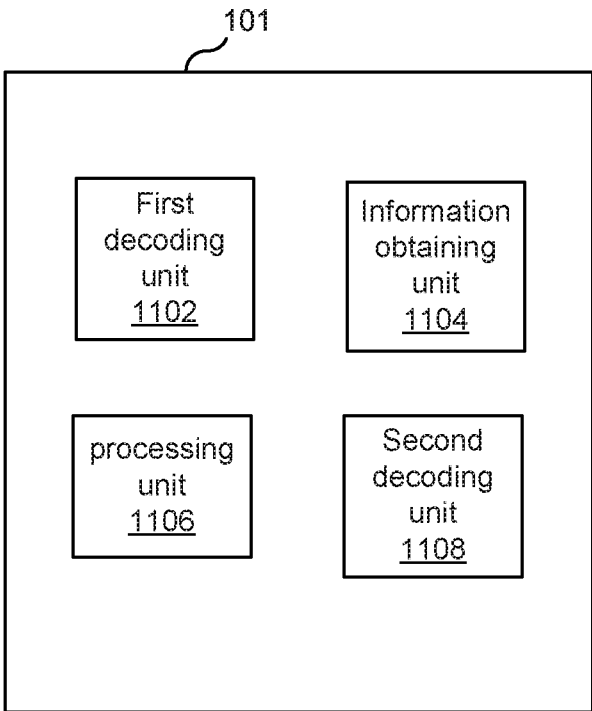 101
First
decoding
unit
1102
Information
obtaining
unit
1104
processing
unit
1106
Second
decoding
unit
1108